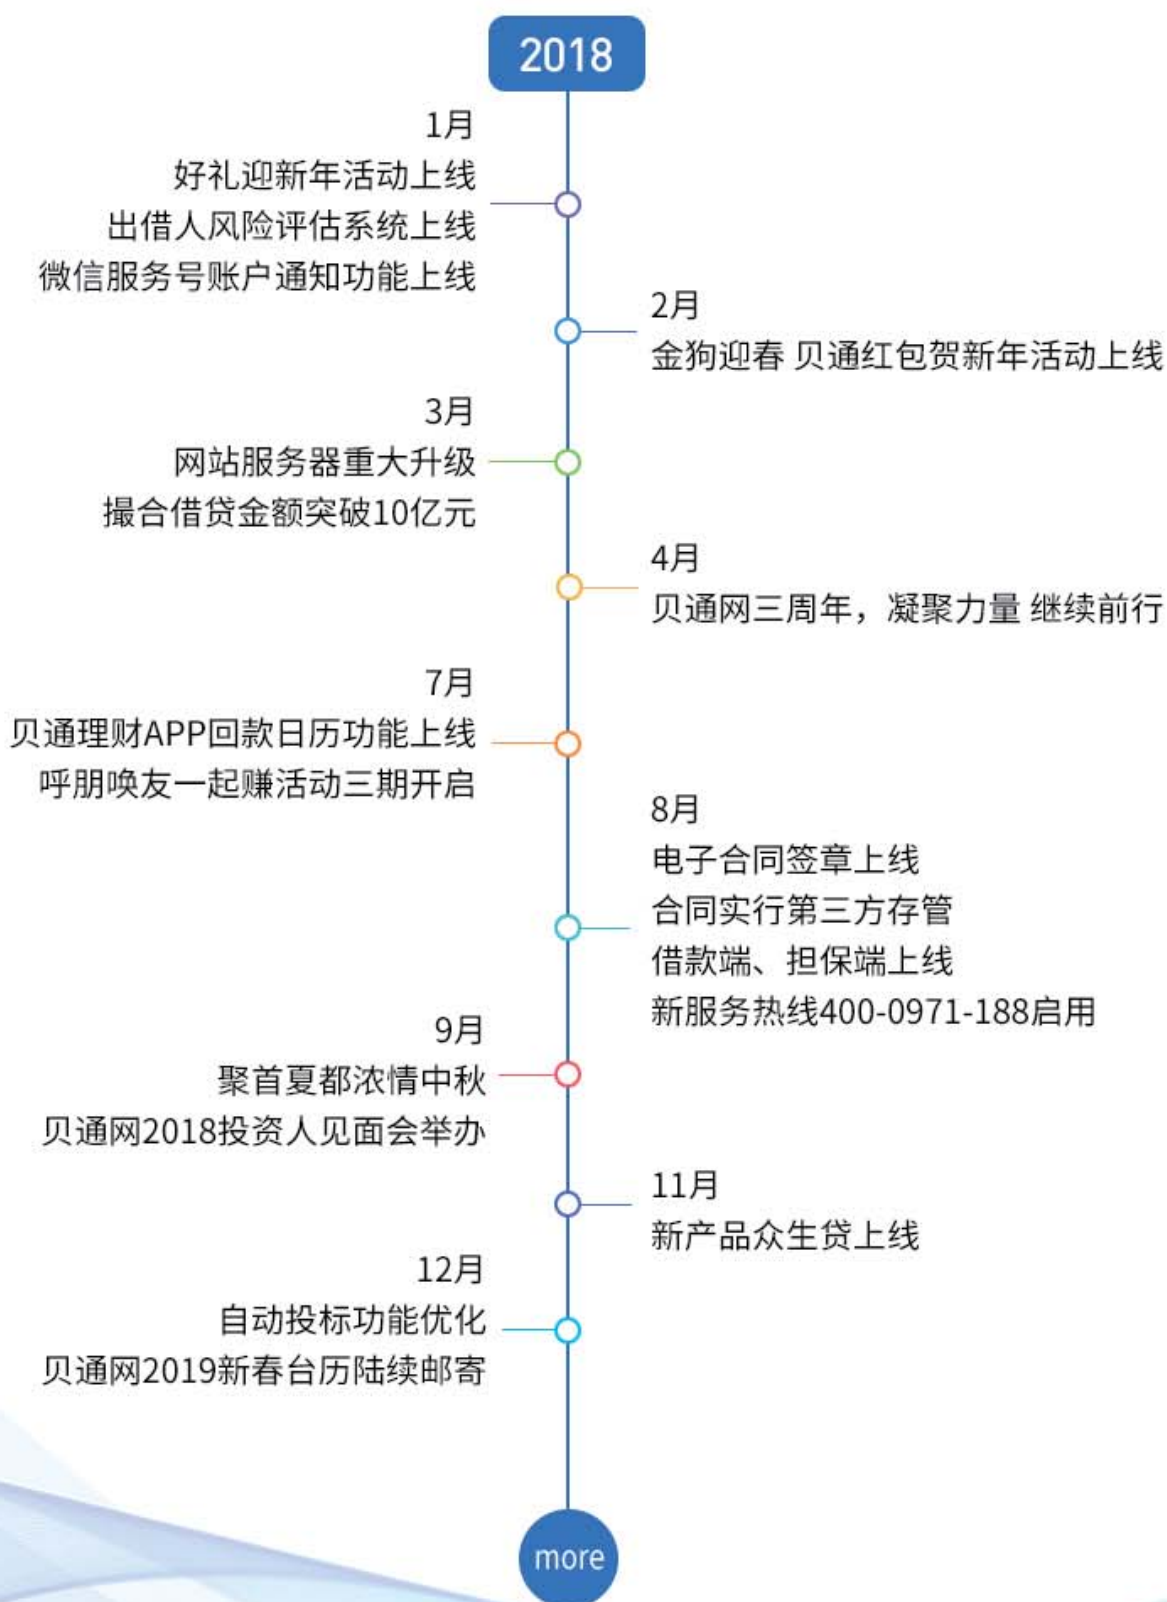 2018
1月
好礼迎新年活动上线
出借人风险评估系统上线
微信服务号账户通知功能上线
2月
金狗迎春 贝通红包贺新年活动上线
3月
网站服务器重大升级
撮合借贷金额突破10亿元
4月
贝通网三周年，凝聚力量 继续前行
7月
贝通理财APP回款日历功能上线
呼朋唤友一起赚活动三期开启
8月
电子合同签章上线
合同实行第三方存管
借款端、担保端上线
新服务热线400-0971-188启用
9月
聚首夏都浓情中秋
贝通网2018投资人见面会举办
11月
新产品众生贷上线
12月
自动投标功能优化
贝通网2019新春台历陆续邮寄
more